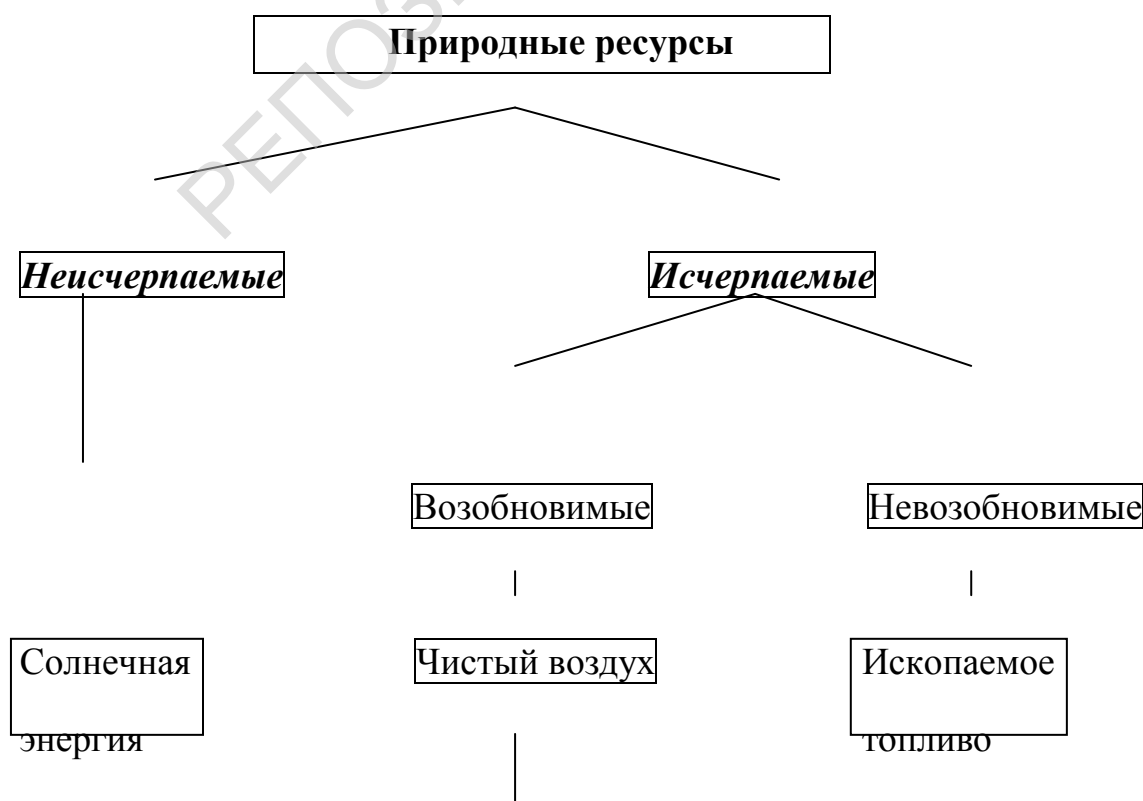 Природные ресурсы
Неисчерпаемые
Исчерпаемые
Возобновимые
Невозобновимые
Солнечная
энергия
Чистый воздух
Ископаемое
топливо